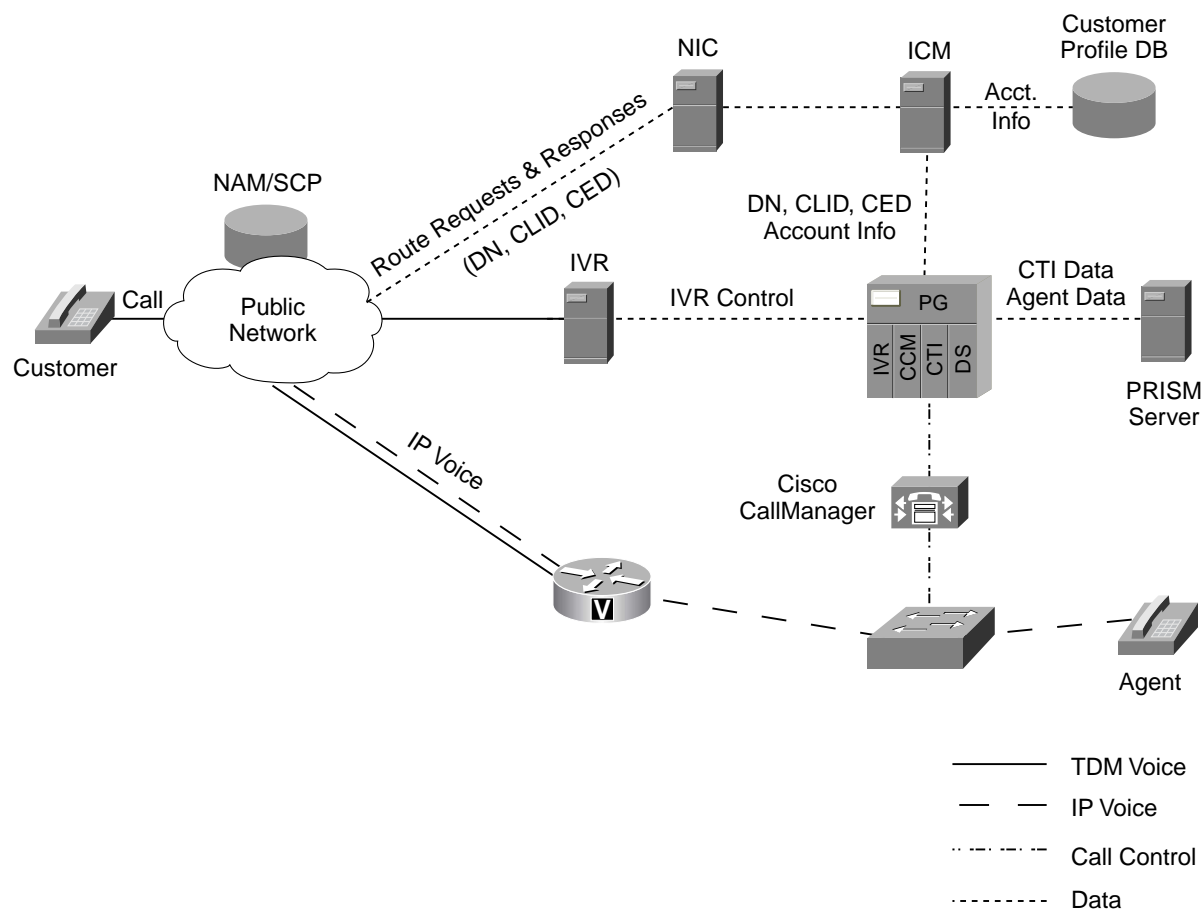 Customer
Profile DB
NIC
ICM
Acct.
Info
Route Requests & Responses
(DN, CLID, CED)
NAM/SCP
DN, CLID, CED
Account Info
IVR
Call
Public
Network
IVR Control
PG
CTI Data
Agent Data
IVR
CCM
CTI
DS
Customer
PRISM
Server
IP Voice
Cisco
CallManager
V
Agent
TDM Voice
IP Voice
Call Control
Data